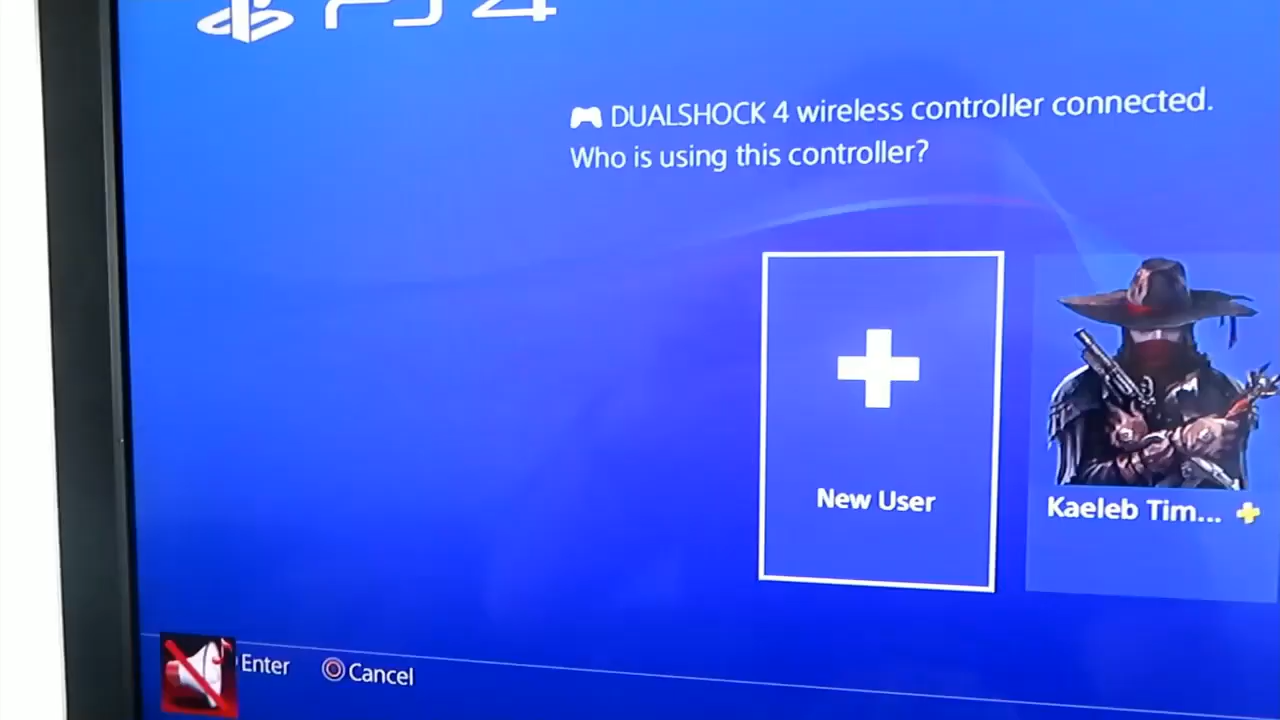 PS4
DUALSHOCK 4 wireless controller connected.
Who is using this controller?
New User
Kaeleb Tim...
Enter
Cancel